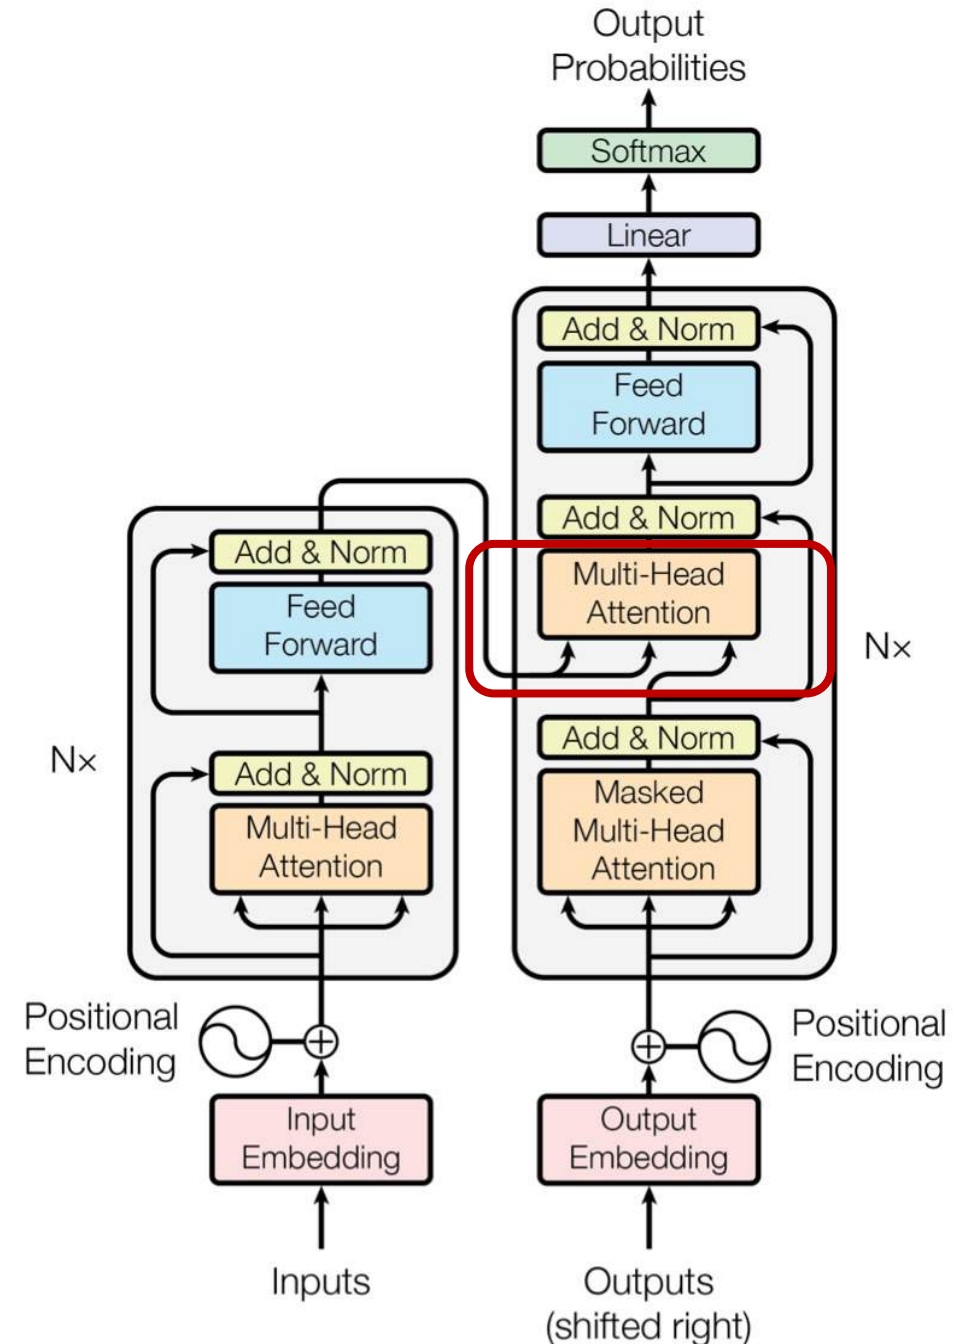 Output
Probabilities
Softmax
Linear
Add & Norm
Feed
Forward
Add & Norm
Multi-Head
Attention
Nx
Add & Norm
Masked
Multi-Head
Attention
Add & Norm
Feed
Forward
Nx
Add & Norm
Multi-Head
Attention
Positional
Encoding
Positional
Encoding
Input
Embedding
Output
Embedding
Inputs
Outputs
(shifted right)